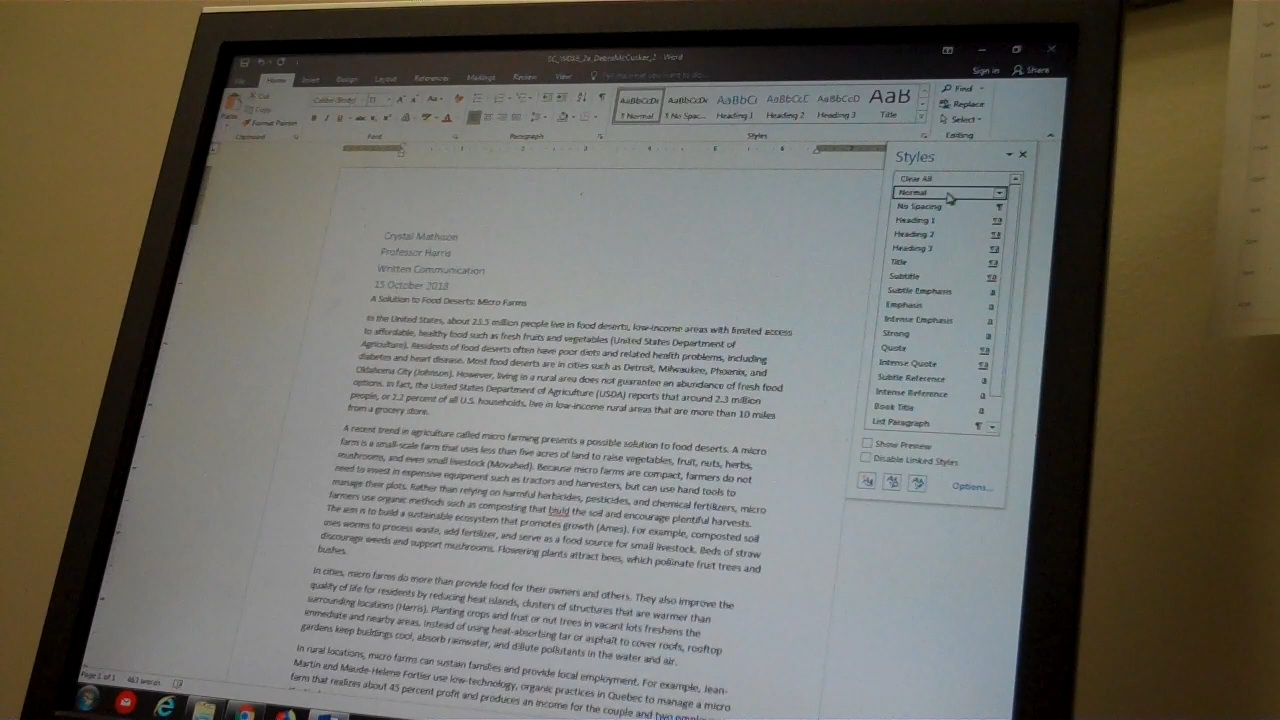 SC_WD16_2a_DebraMcCusker_2 - Word
File Home Insert Design Layout References Mailings Review View Tell me what you want to do... Sign in Share
Cut
Copy
Paste Format Painter
Calibri (Body) 11
AaBbCcDc AaBbCcDc AaBbCc AaBbCcC AaBbCcD AaB
¶ Normal ¶ No Spac... Heading 1 Heading 2 Heading 3 Title
Find
Replace
Select
Clipboard Font Paragraph Styles Editing
Styles
Clear All
Normal
No Spacing
Heading 1
Heading 2
Heading 3
Title
Subtitle
Subtle Emphasis
Emphasis
Intense Emphasis
Strong
Quote
Intense Quote
Subtle Reference
Intense Reference
Book Title
List Paragraph
Show Preview
Disable Linked Styles
Options...
Crystal Mathison
Professor Harris
Written Communication
15 October 2018
A Solution to Food Deserts: Micro Farms
In the United States, about 23.5 million people live in food deserts, low-income areas with limited access
to affordable, healthy food such as fresh fruits and vegetables (United States Department of
Agriculture). Residents of food deserts often have poor diets and related health problems, including
diabetes and heart disease. Most food deserts are in cities such as Detroit, Milwaukee, Phoenix, and
Oklahoma City (Johnson). However, living in a rural area does not guarantee an abundance of fresh food
options. In fact, the United States Department of Agriculture (USDA) reports that around 2.3 million
people, or 2.2 percent of all U.S. households, live in low-income rural areas that are more than 10 miles
from a grocery store.
A recent trend in agriculture called micro farming presents a possible solution to food deserts. A micro
farm is a small-scale farm that uses less than five acres of land to raise vegetables, fruit, nuts, herbs,
mushrooms, and even small livestock (Movahed). Because micro farms are compact, farmers do not
need to invest in expensive equipment such as tractors and harvesters, but can use hand tools to
manage their plots. Rather than relying on harmful herbicides, pesticides, and chemical fertilizers, micro
farmers use organic methods such as composting that biuld the soil and encourage plentiful harvests.
The aim is to build a sustainable ecosystem that promotes growth (Ames). For example, composted soil
uses worms to process waste, add fertilizer, and serve as a food source for small livestock. Beds of straw
discourage weeds and support mushrooms. Flowering plants attract bees, which pollinate fruit trees and
bushes.
In cities, micro farms do more than provide food for their owners and others. They also improve the
quality of life for residents by reducing heat islands, clusters of structures that are warmer than
surrounding locations (Harris). Planting crops and fruit or nut trees in vacant lots freshens the
immediate and nearby areas. Instead of using heat-absorbing tar or asphalt to cover roofs, rooftop
gardens keep buildings cool, absorb rainwater, and dilute pollutants in the water and air.
In rural locations, micro farms can sustain families and provide local employment. For example, Jean-
Martin and Maude-Helene Fortier use low-technology, organic practices in Quebec to manage a micro
farm that realizes about 45 percent profit and produces an income for the couple and two
Page 1 of 1 463 words